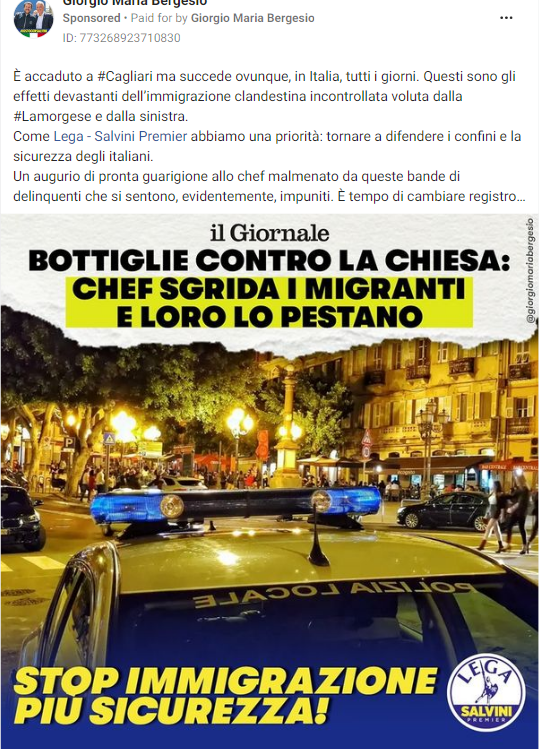 Giorgio Maria Bergesio
Sponsored • Paid for by Giorgio Maria Bergesio
ID: 773268923710830
È accaduto a #Cagliari ma succede ovunque, in Italia, tutti i giorni. Questi sono gli
effetti devastanti dell’immigrazione clandestina incontrollata voluta dalla
#Lamorgese e dalla sinistra.
Come Lega - Salvini Premier abbiamo una priorità: tornare a difendere i confini e la
sicurezza degli italiani.
Un augurio di pronta guarigione allo chef malmenato da queste bande di
delinquenti che si sentono, evidentemente, impuniti. È tempo di cambiare registro…
il Giornale
BOTTIGLIE CONTRO LA CHIESA:
CHEF SGRIDA I MIGRANTI
E LORO LO PESTANO
@giorgiomariabergesio
POLIZIA LOCALE
STOP IMMIGRAZIONE
PIÙ SICUREZZA!
LEGA
SALVINI
PREMIER